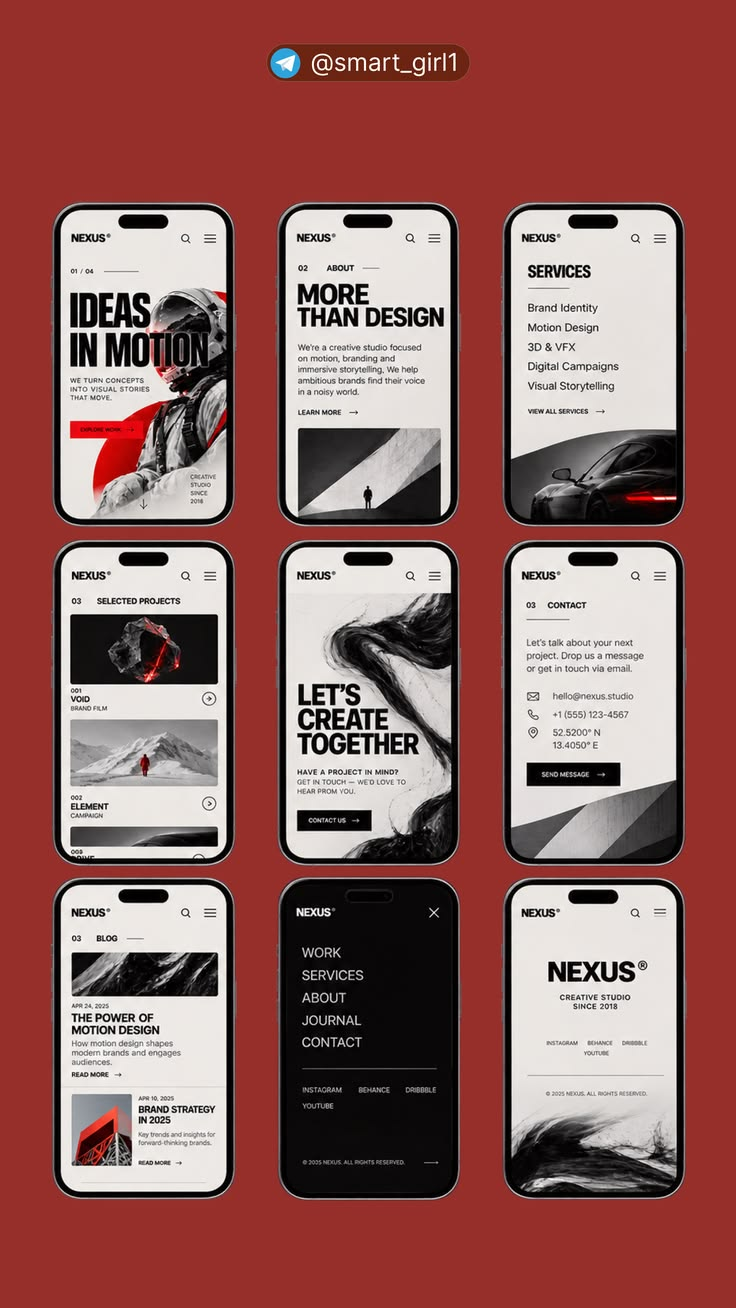 @smart_girl1
NEXUS®
01 / 04
IDEAS
IN MOTION
WE TURN CONCEPTS
INTO VISUAL STORIES
THAT MOVE.
EXPLORE WORK →
CREATIVE
STUDIO
SINCE
2018
↓
NEXUS®
02 ABOUT
MORE
THAN DESIGN
We're a creative studio focused
on motion, branding and
immersive storytelling, We help
ambitious brands find their voice
in a noisy world.
LEARN MORE →
NEXUS®
SERVICES
Brand Identity
Motion Design
3D & VFX
Digital Campaigns
Visual Storytelling
VIEW ALL SERVICES →
NEXUS®
03 SELECTED PROJECTS
001
VOID
BRAND FILM
002
ELEMENT
CAMPAIGN
NEXUS®
LET'S
CREATE
TOGETHER
HAVE A PROJECT IN MIND?
GET IN TOUCH — WE'D LOVE TO
HEAR PROM YOU.
CONTACT US →
NEXUS®
03 CONTACT
Let's talk about your next
project. Drop us a message
or get in touch via email.
hello@nexus.studio
+1 (555) 123-4567
52.5200° N
13.4050° E
SEND MESSAGE →
NEXUS®
03 BLOG
APR 24, 2025
THE POWER OF
MOTION DESIGN
How motion design shapes
modern brands and engages
audiences.
READ MORE →
APR 10, 2025
BRAND STRATEGY
IN 2025
Key trends and insights for
forward-thinking brands.
READ MORE →
NEXUS®
WORK
SERVICES
ABOUT
JOURNAL
CONTACT
INSTAGRAM BEHANCE DRIBBBLE
YOUTUBE
© 2025 NEXUS. ALL RIGHTS RESERVED. →
NEXUS®
NEXUS®
CREATIVE STUDIO
SINCE 2018
INSTAGRAM BEHANCE DRIBBBLE
YOUTUBE
© 2025 NEXUS. ALL RIGHTS RESERVED.